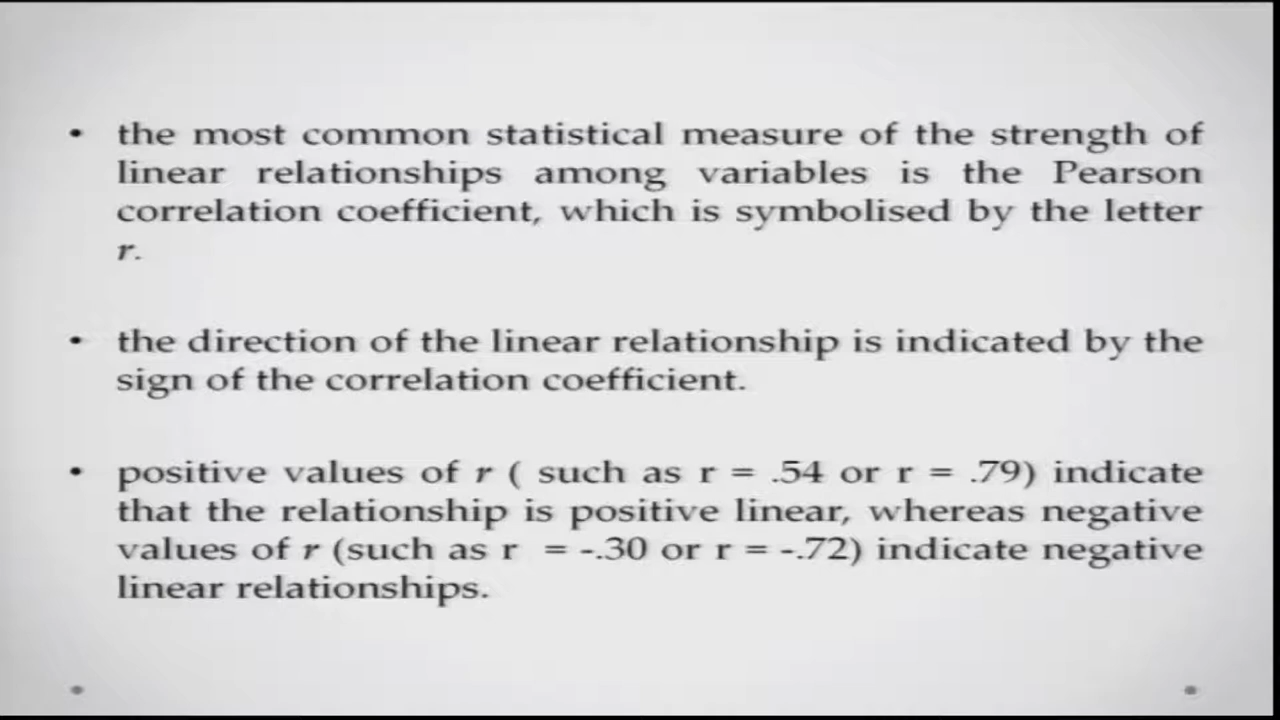 • the most common statistical measure of the strength of
linear relationships among variables is the Pearson
correlation coefficient, which is symbolised by the letter
r.
• the direction of the linear relationship is indicated by the
sign of the correlation coefficient.
• positive values of r ( such as r = .54 or r = .79) indicate
that the relationship is positive linear, whereas negative
values of r (such as r = -.30 or r = -.72) indicate negative
linear relationships.